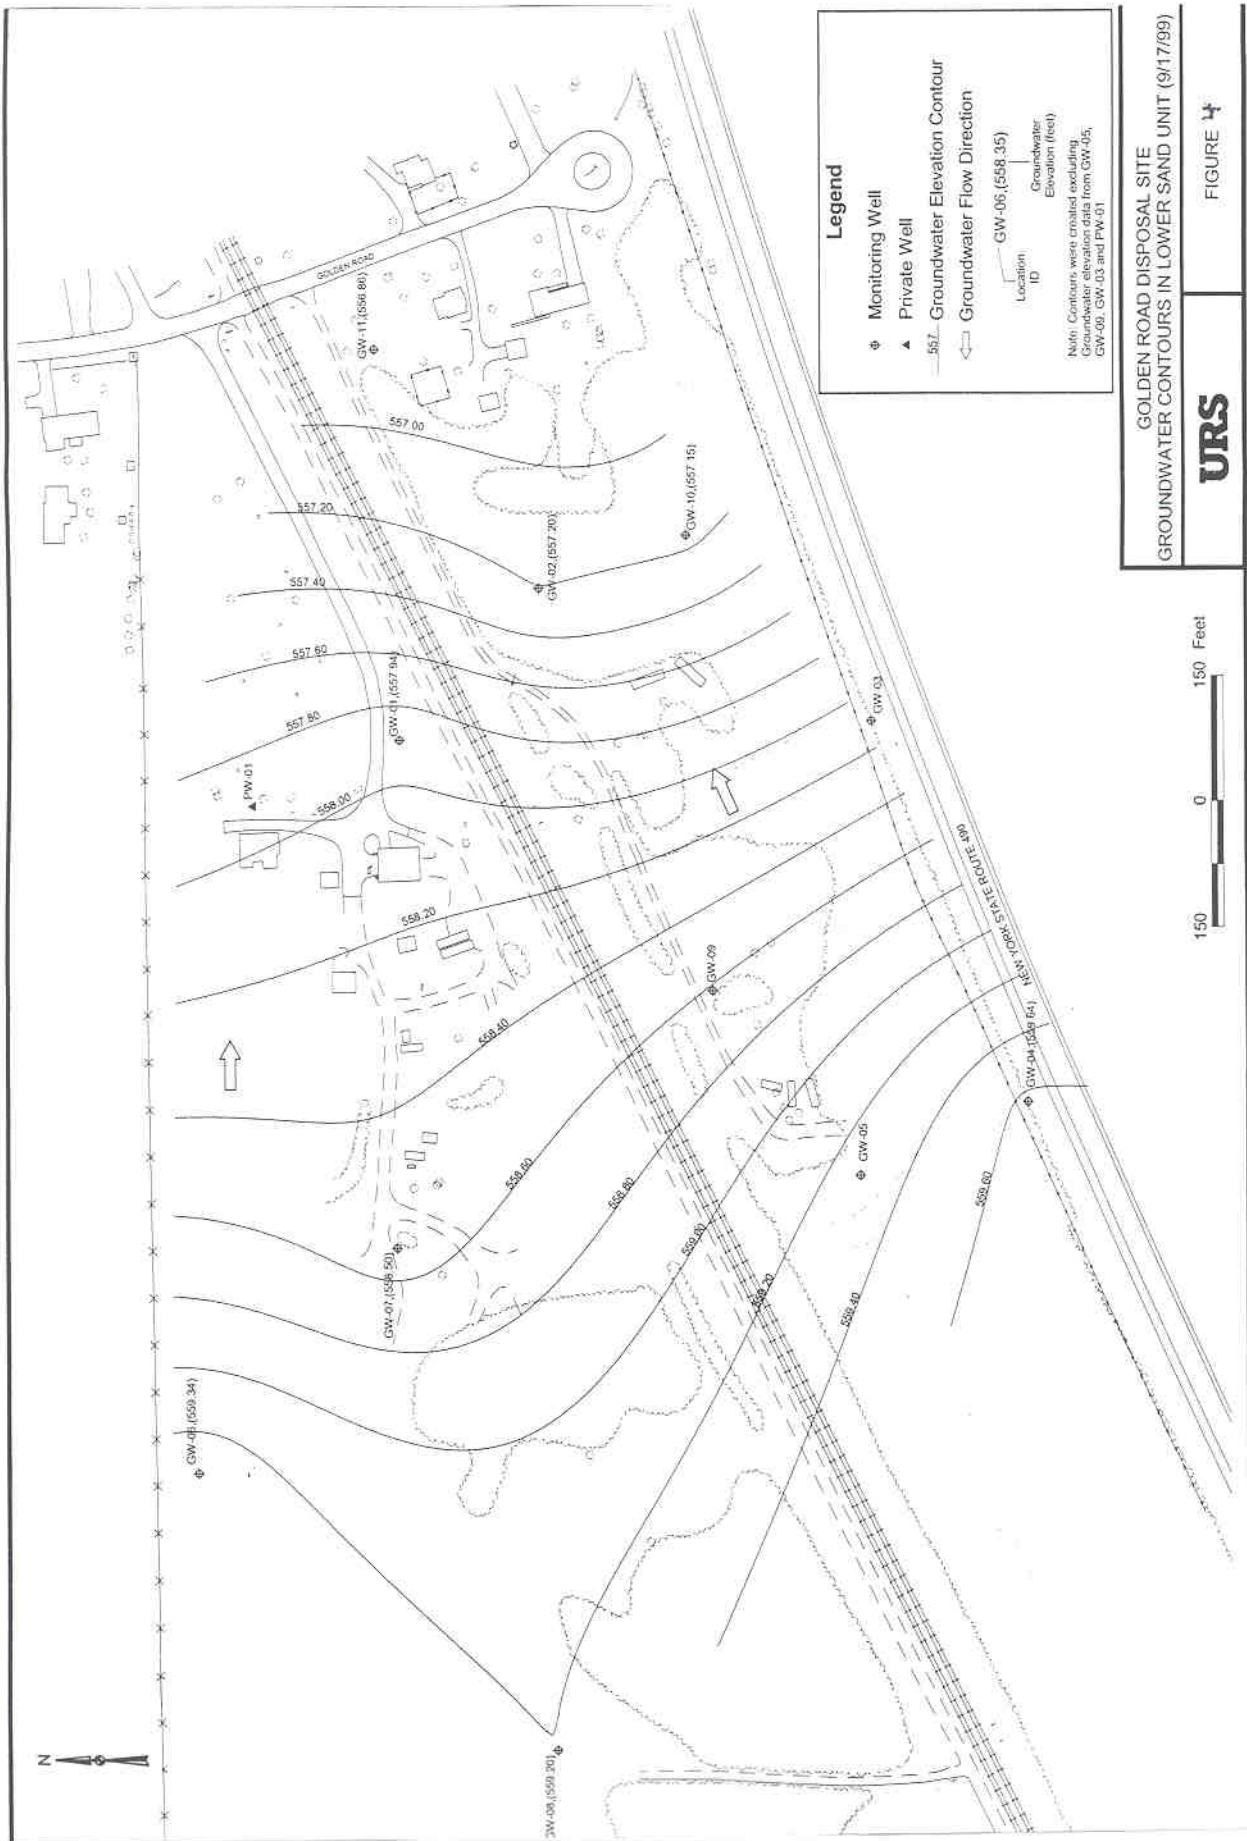 N
GOLDEN ROAD
GW-11,(556.86)
557.00
557.20
557.40
557.60
557.80
558.00
558.20
558.40
558.60
558.80
559.00
559.20
559.40
559.60
GW-10,(557.15)
GW-02,(557.20)
GW-01,(557.94)
PW-01
GW-03
GW-09
GW-05
GW-04,(559.64)
GW-07,(558.50)
GW-06,(559.34)
GW-08,(559.20)
NEW YORK STATE ROUTE 490
Legend
Monitoring Well
Private Well
557 Groundwater Elevation Contour
Groundwater Flow Direction
GW-06,(558.35)
Location
ID
Groundwater
Elevation (feet)
Note: Contours were created excluding
Groundwater elevation data from GW-05,
GW-09, GW-03 and PW-01
150 0 150 Feet
GOLDEN ROAD DISPOSAL SITE
GROUNDWATER CONTOURS IN LOWER SAND UNIT (9/17/99)
URS
FIGURE 4